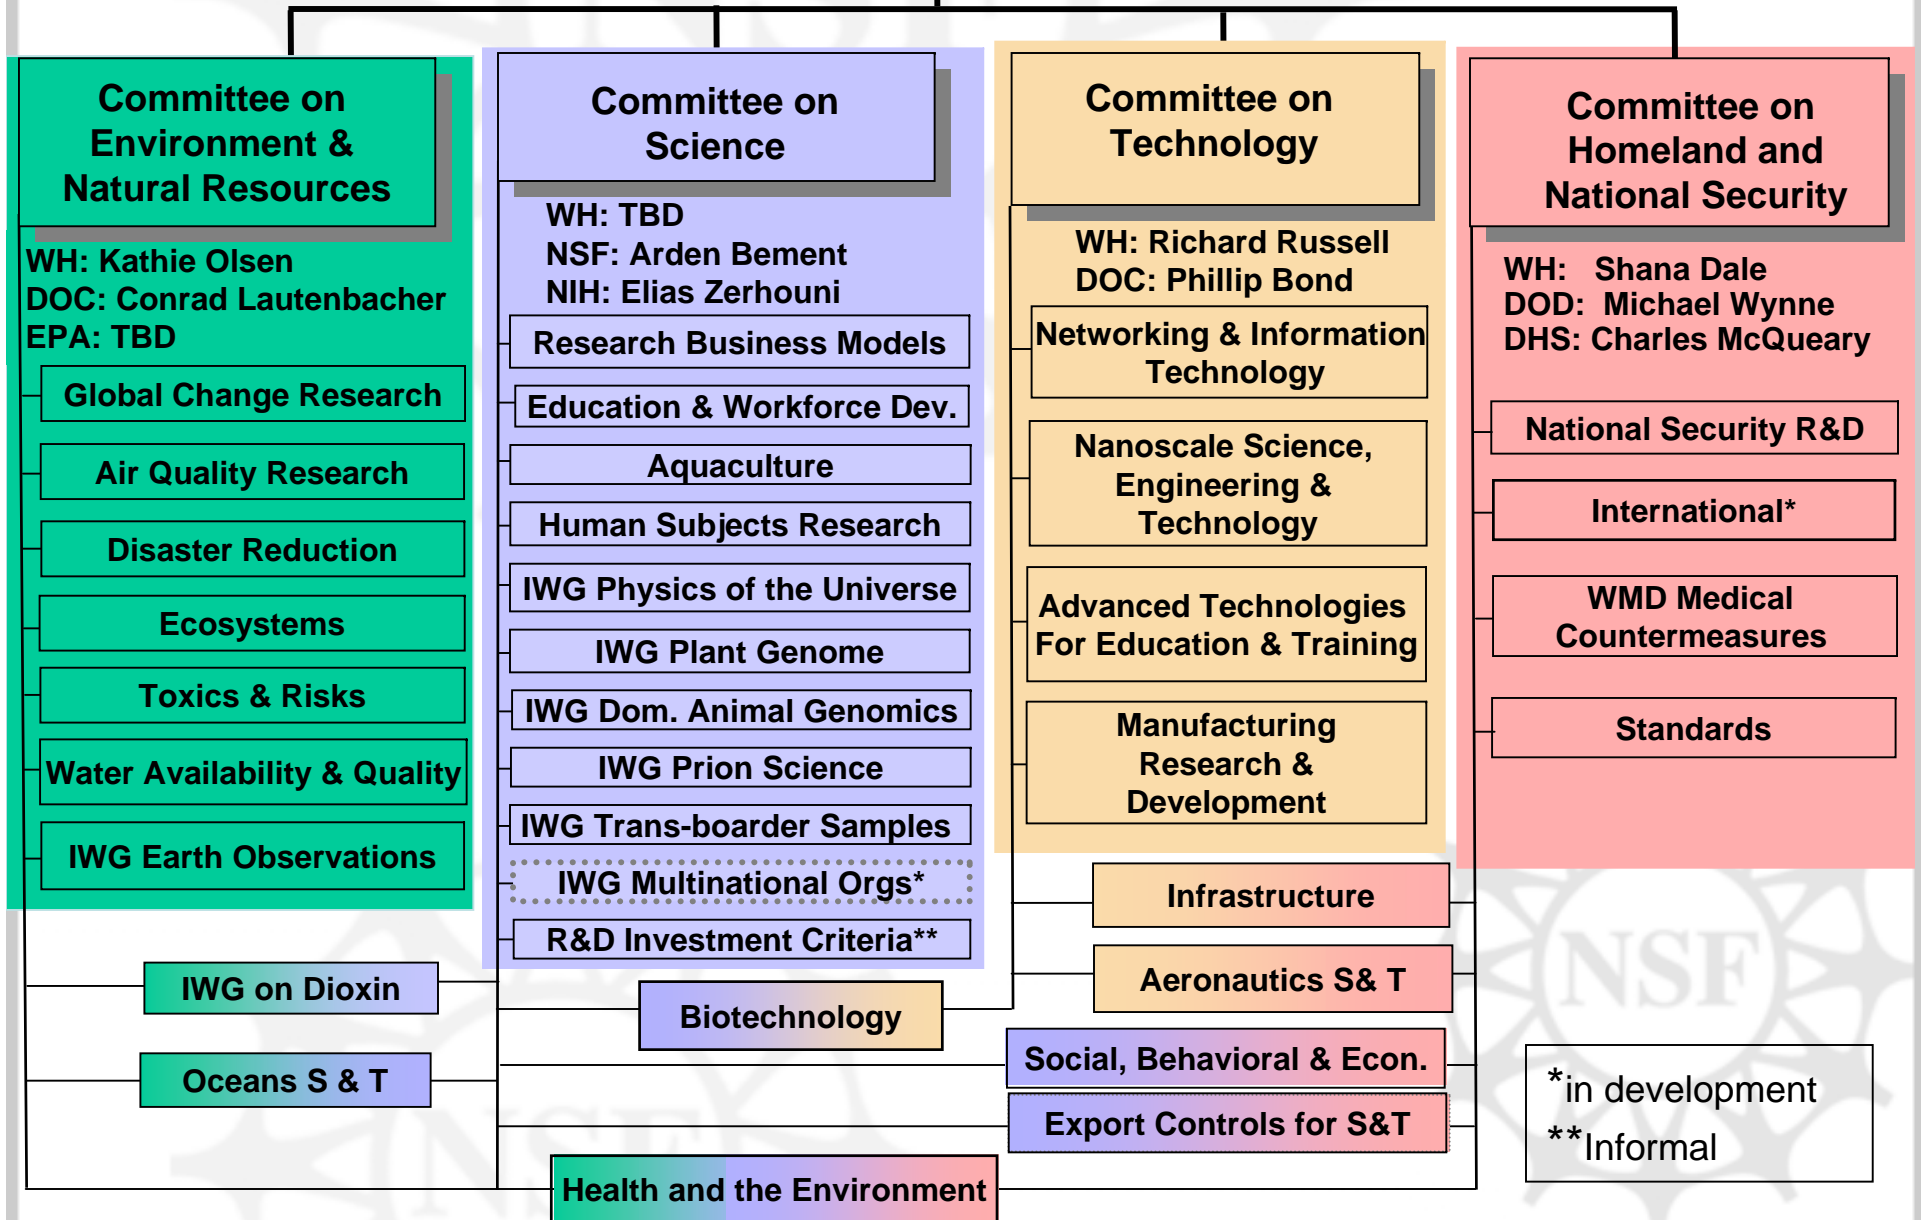 Committee on
Environment &
Natural Resources
WH: Kathie Olsen
DOC: Conrad Lautenbacher
EPA: TBD
Global Change Research
Air Quality Research
Disaster Reduction
Ecosystems
Toxics & Risks
Water Availability & Quality
IWG Earth Observations
Committee on
Science
WH: TBD
NSF: Arden Bement
NIH: Elias Zerhouni
Research Business Models
Education & Workforce Dev.
Aquaculture
Human Subjects Research
IWG Physics of the Universe
IWG Plant Genome
IWG Dom. Animal Genomics
IWG Prion Science
IWG Trans-boarder Samples
IWG Multinational Orgs*
R&D Investment Criteria**
Committee on
Technology
WH: Richard Russell
DOC: Phillip Bond
Networking & Information
Technology
Nanoscale Science,
Engineering &
Technology
Advanced Technologies
For Education & Training
Manufacturing
Research &
Development
Committee on
Homeland and
National Security
WH: Shana Dale
DOD: Michael Wynne
DHS: Charles McQueary
National Security R&D
International*
WMD Medical
Countermeasures
Standards
Infrastructure
Aeronautics S& T
IWG on Dioxin
Biotechnology
Oceans S & T
Social, Behavioral & Econ.
Export Controls for S&T
Health and the Environment
*in development
**Informal
NSF
NSF